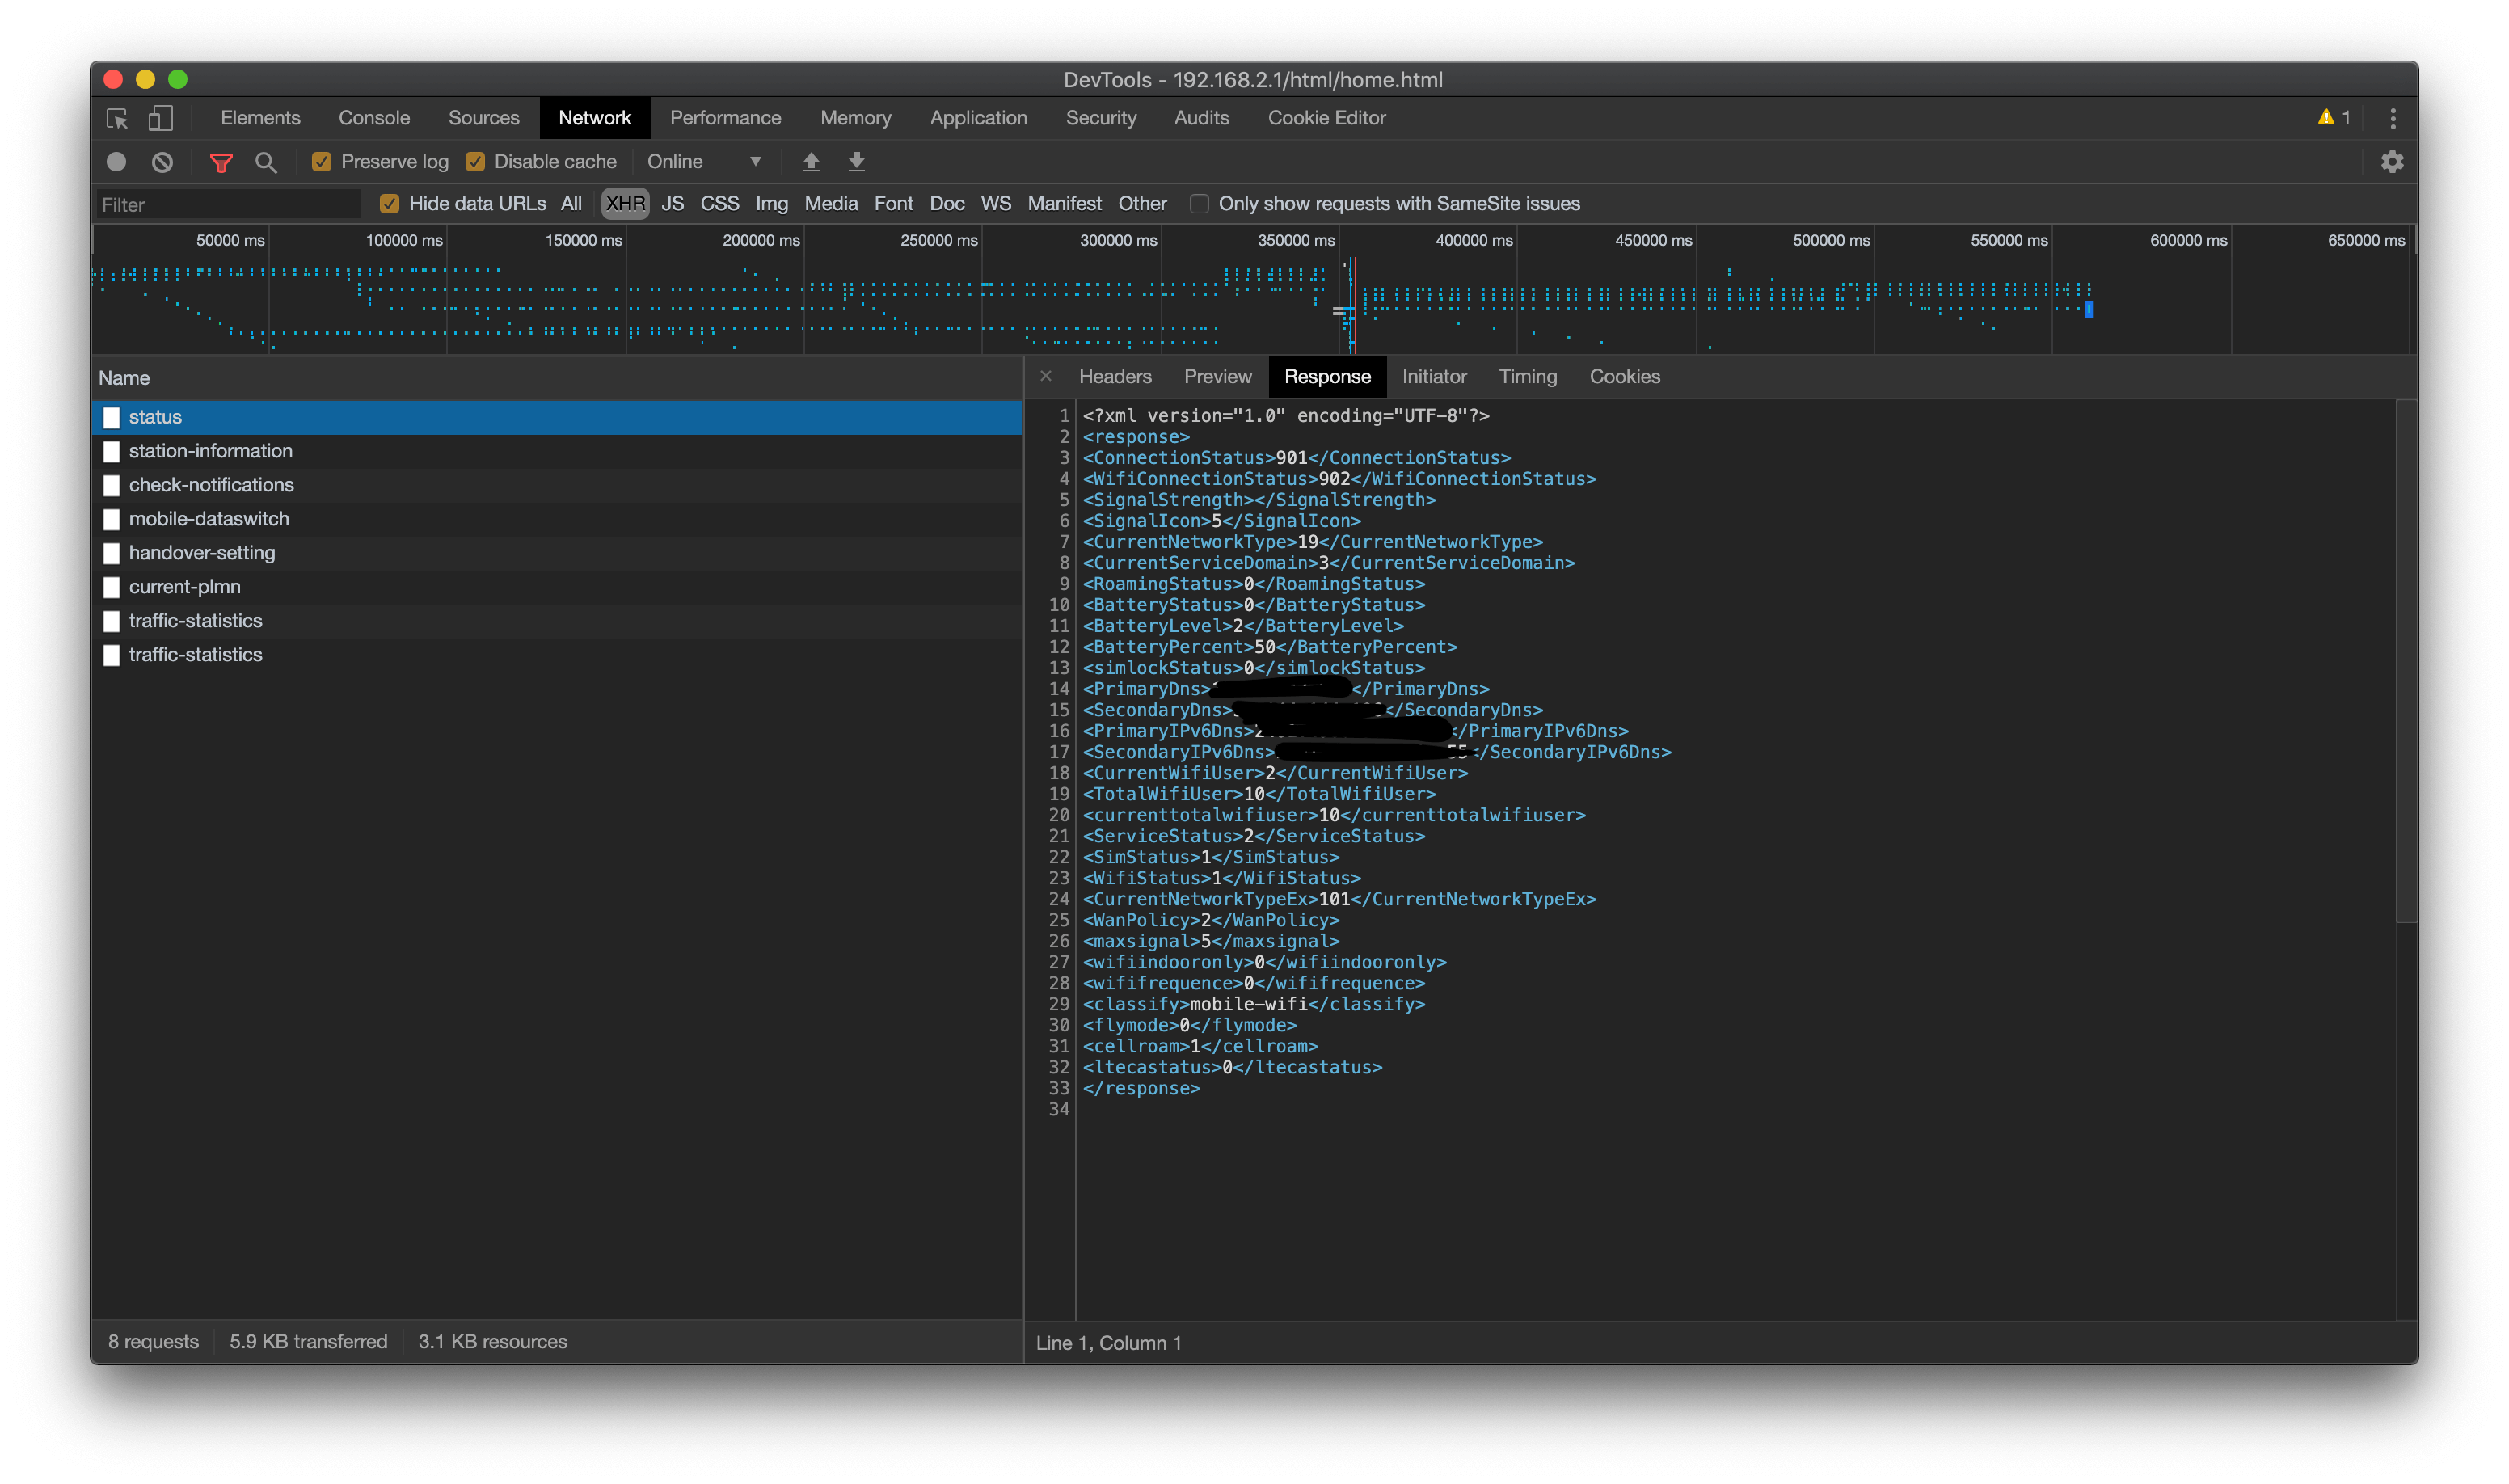 DevTools - 192.168.2.1/html/home.html
Elements Console Sources Network Performance Memory Application Security Audits Cookie Editor 1
Preserve log Disable cache Online
Filter Hide data URLs All XHR JS CSS Img Media Font Doc WS Manifest Other Only show requests with SameSite issues
50000 ms 100000 ms 150000 ms 200000 ms 250000 ms 300000 ms 350000 ms 400000 ms 450000 ms 500000 ms 550000 ms 600000 ms 650000 ms
Name
status
station-information
check-notifications
mobile-dataswitch
handover-setting
current-plmn
traffic-statistics
traffic-statistics
8 requests 5.9 KB transferred 3.1 KB resources
× Headers Preview Response Initiator Timing Cookies
1 <?xml version="1.0" encoding="UTF-8"?>
2 <response>
3 <ConnectionStatus>901</ConnectionStatus>
4 <WifiConnectionStatus>902</WifiConnectionStatus>
5 <SignalStrength></SignalStrength>
6 <SignalIcon>5</SignalIcon>
7 <CurrentNetworkType>19</CurrentNetworkType>
8 <CurrentServiceDomain>3</CurrentServiceDomain>
9 <RoamingStatus>0</RoamingStatus>
10 <BatteryStatus>0</BatteryStatus>
11 <BatteryLevel>2</BatteryLevel>
12 <BatteryPercent>50</BatteryPercent>
13 <simlockStatus>0</simlockStatus>
14 <PrimaryDns> </PrimaryDns>
15 <SecondaryDns> </SecondaryDns>
16 <PrimaryIPv6Dns> </PrimaryIPv6Dns>
17 <SecondaryIPv6Dns> </SecondaryIPv6Dns>
18 <CurrentWifiUser>2</CurrentWifiUser>
19 <TotalWifiUser>10</TotalWifiUser>
20 <currenttotalwifiuser>10</currenttotalwifiuser>
21 <ServiceStatus>2</ServiceStatus>
22 <SimStatus>1</SimStatus>
23 <WifiStatus>1</WifiStatus>
24 <CurrentNetworkTypeEx>101</CurrentNetworkTypeEx>
25 <WanPolicy>2</WanPolicy>
26 <maxsignal>5</maxsignal>
27 <wifiindooronly>0</wifiindooronly>
28 <wififrequence>0</wififrequence>
29 <classify>mobile-wifi</classify>
30 <flymode>0</flymode>
31 <cellroam>1</cellroam>
32 <ltecastatus>0</ltecastatus>
33 </response>
34
Line 1, Column 1